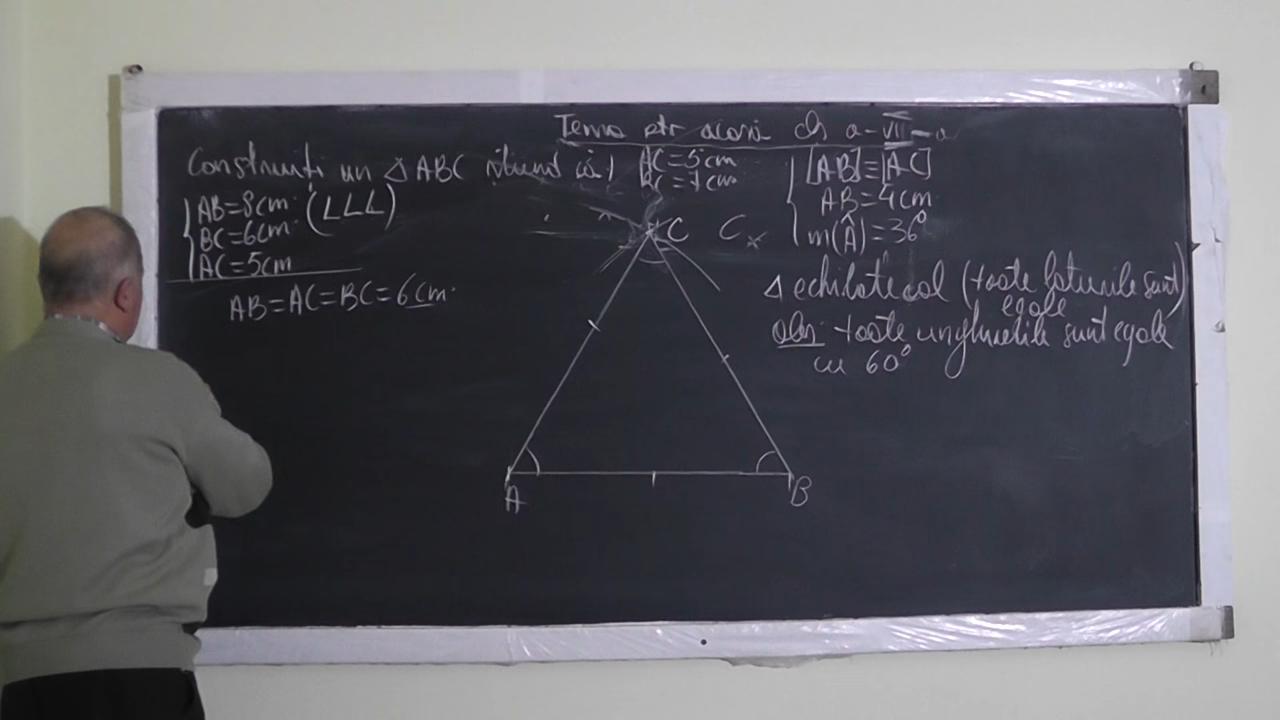 Tema ptr acasă cls a-VII-a
Construiți un △ABC știind că:
AB=8cm (LLL)
BC=6cm
AC=5cm
AB=AC=BC=6cm
AC=5cm
BC=7cm
[AB]≡[AC]
AB=4cm
m(Â)=36°
△ echilateral (toate laturile sunt
egale)
Obs: toate unghiurile sunt egale
cu 60°
C C
A B